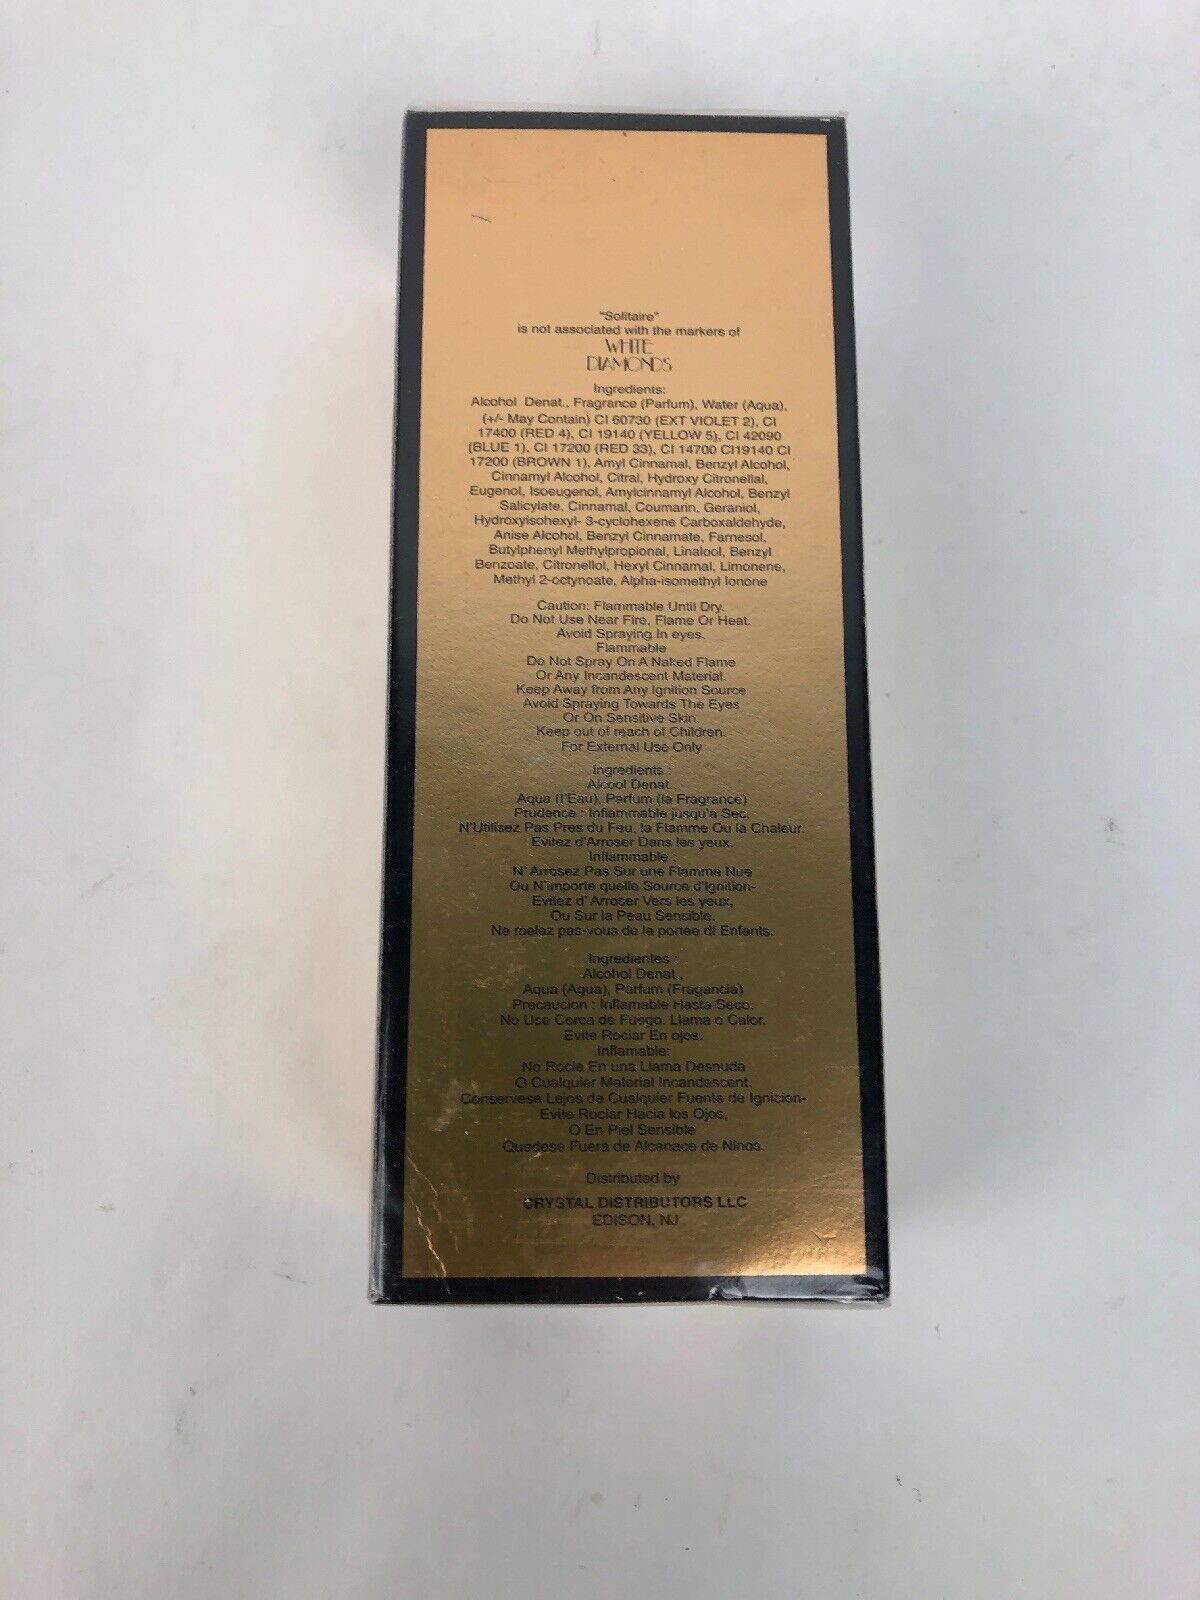 "Solitaire"
is not associated with the markers of
WHITE
DIAMONDS
Ingredients:
Alcohol Denat., Fragrance (Parfum), Water (Aqua),
(+/- May Contain) CI 60730 (EXT VIOLET 2), CI
17400 (RED 4), CI 19140 (YELLOW 5), CI 42090
(BLUE 1), CI 17200 (RED 33), CI 14700 CI19140 CI
17200 (BROWN 1), Amyl Cinnamal, Benzyl Alcohol,
Cinnamyl Alcohol, Citral, Hydroxy Citronellal,
Eugenol, Isoeugenol, Amylcinnamyl Alcohol, Benzyl
Salicylate, Cinnamal, Coumarin, Geraniol,
Hydroxyisohexyl- 3-cyclohexene Carboxaldehyde,
Anise Alcohol, Benzyl Cinnamate, Farnesol,
Butylphenyl Methylpropional, Linalool, Benzyl
Benzoate, Citronellol, Hexyl Cinnamal, Limonene,
Methyl 2-octynoate, Alpha-isomethyl Ionone
Caution: Flammable Until Dry.
Do Not Use Near Fire, Flame Or Heat.
Avoid Spraying In eyes.
Flammable
Do Not Spray On A Naked Flame
Or Any Incandescent Material.
Keep Away from Any Ignition Source
Avoid Spraying Towards The Eyes
Or On Sensitive Skin.
Keep out of reach of Children.
For External Use Only
Ingredients :
Alcool Denat.,
Aqua (l'Eau), Parfum (la Fragrance)
Prudence : Inflammable jusqu'a Sec.
N'Utilisez Pas Pres du Feu, la Flamme Ou la Chaleur.
Evitez d'Arroser Dans les yeux.
Inflammable :
N' Arrosez Pas Sur une Flamme Nue
Ou N'importe quelle Source d'Ignition-
Evitez d' Arroser Vers les yeux,
Ou Sur la Peau Sensible.
Ne melez pas-vous de la portee df Enfants.
Ingredientes :
Alcohol Denat.,
Aqua (Agua), Parfum (Fragancia)
Precaucion : Inflamable Hasta Seco.
No Use Cerca de Fuego. Llama o Calor.
Evite Rociar En ojos.
Inflamable:
No Rocie En una Llama Desnuda
O Cualquier Material Incandescent.
Conservese Lejos de Cualquier Fuente de Ignicion-
Evite Rociar Hacia los Ojos,
O En Piel Sensible
Quedese Fuera de Alcanace de Ninos.
Distributed by
CRYSTAL DISTRIBUTORS LLC
EDISON, NJ